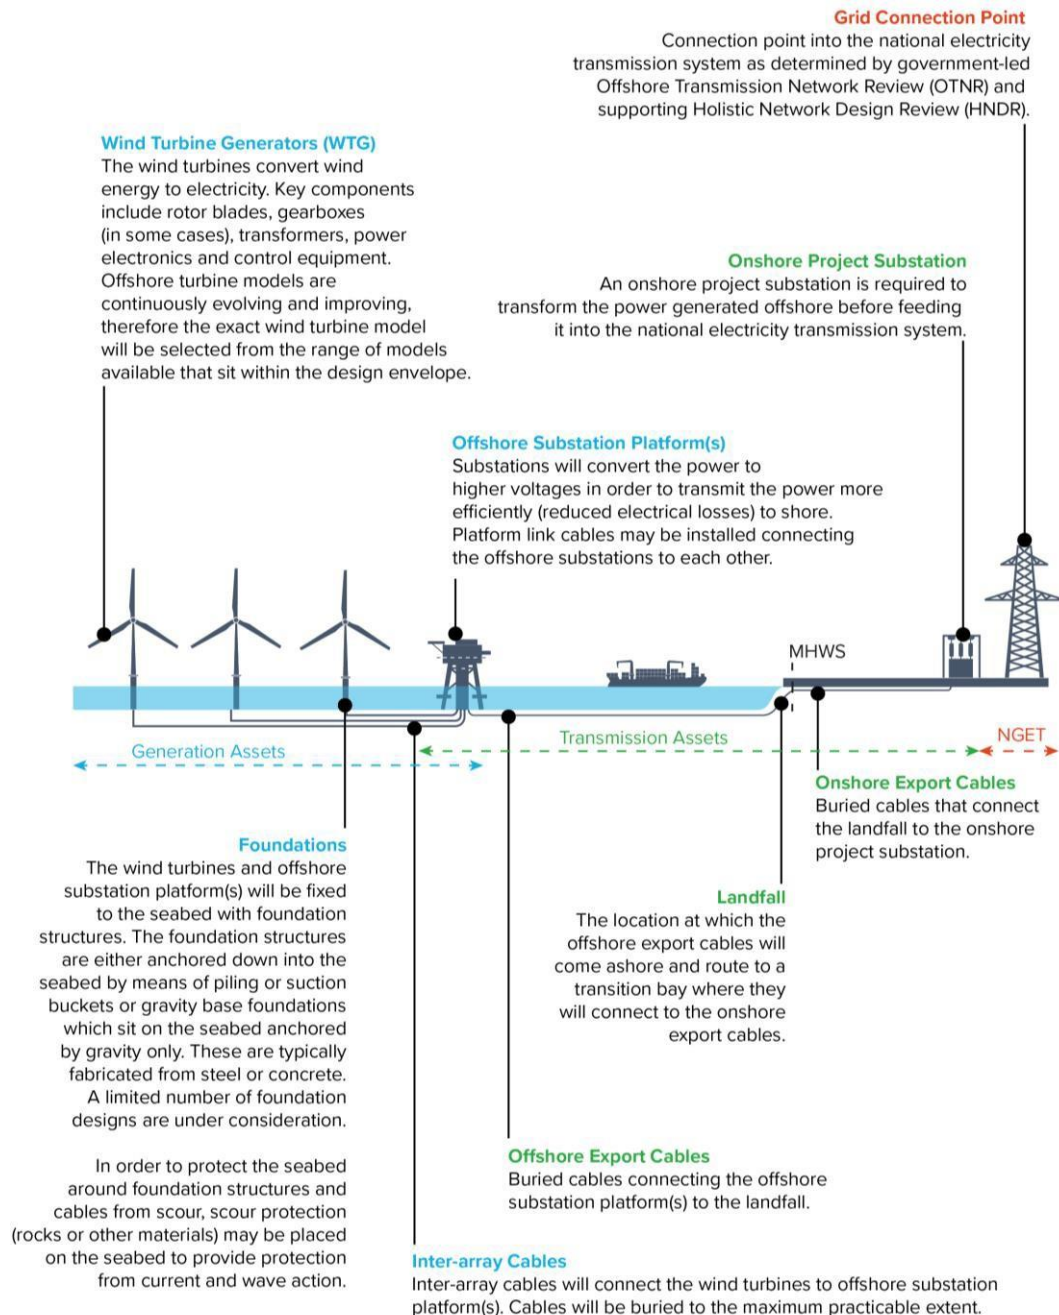 Grid Connection Point
Connection point into the national electricity
transmission system as determined by government-led
Offshore Transmission Network Review (OTNR) and
supporting Holistic Network Design Review (HNDR).
Wind Turbine Generators (WTG)
The wind turbines convert wind
energy to electricity. Key components
include rotor blades, gearboxes
(in some cases), transformers, power
electronics and control equipment.
Offshore turbine models are
continuously evolving and improving,
therefore the exact wind turbine model
will be selected from the range of models
available that sit within the design envelope.
Onshore Project Substation
An onshore project substation is required to
transform the power generated offshore before feeding
it into the national electricity transmission system.
Offshore Substation Platform(s)
Substations will convert the power to
higher voltages in order to transmit the power more
efficiently (reduced electrical losses) to shore.
Platform link cables may be installed connecting
the offshore substations to each other.
MHWS
Generation Assets
Transmission Assets
NGET
Onshore Export Cables
Buried cables that connect
the landfall to the onshore
project substation.
Foundations
The wind turbines and offshore
substation platform(s) will be fixed
to the seabed with foundation
structures. The foundation structures
are either anchored down into the
seabed by means of piling or suction
buckets or gravity base foundations
which sit on the seabed anchored
by gravity only. These are typically
fabricated from steel or concrete.
A limited number of foundation
designs are under consideration.
In order to protect the seabed
around foundation structures and
cables from scour, scour protection
(rocks or other materials) may be placed
on the seabed to provide protection
from current and wave action.
Landfall
The location at which the
offshore export cables will
come ashore and route to a
transition bay where they
will connect to the onshore
export cables.
Offshore Export Cables
Buried cables connecting the offshore
substation platform(s) to the landfall.
Inter-array Cables
Inter-array cables will connect the wind turbines to offshore substation
platform(s). Cables will be buried to the maximum practicable extent.